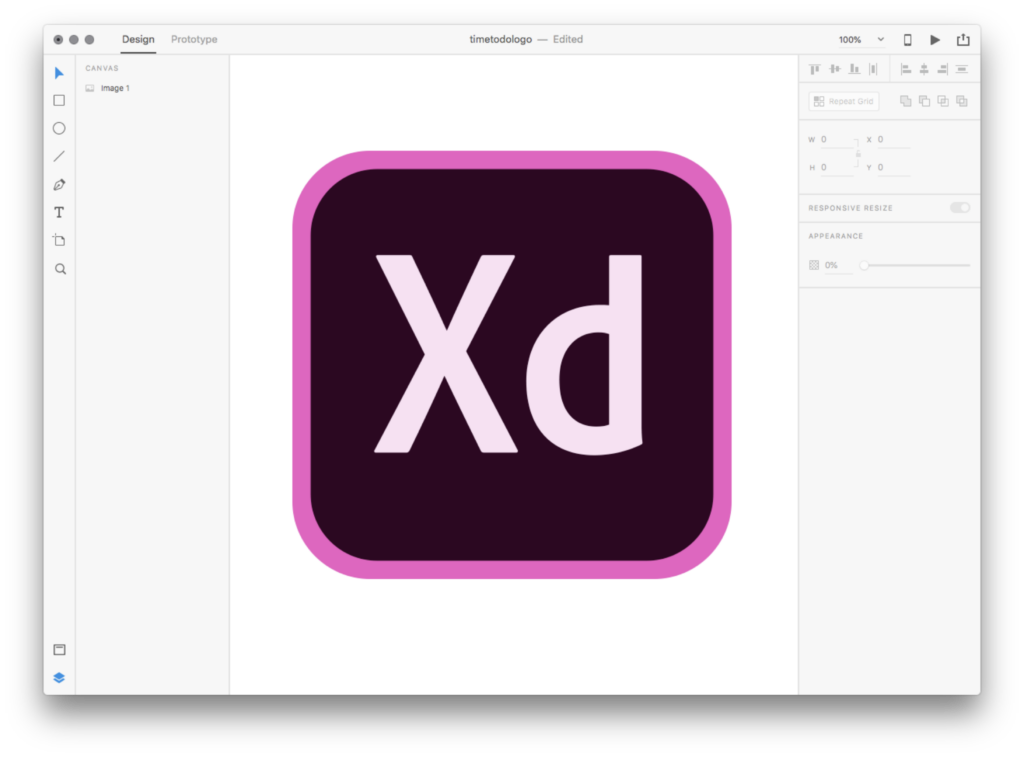 Design Prototype timetodologo — Edited 100%
CANVAS
Image 1
T
Xd
Repeat Grid
W 0 X 0
H 0 Y 0
RESPONSIVE RESIZE
APPEARANCE
0%